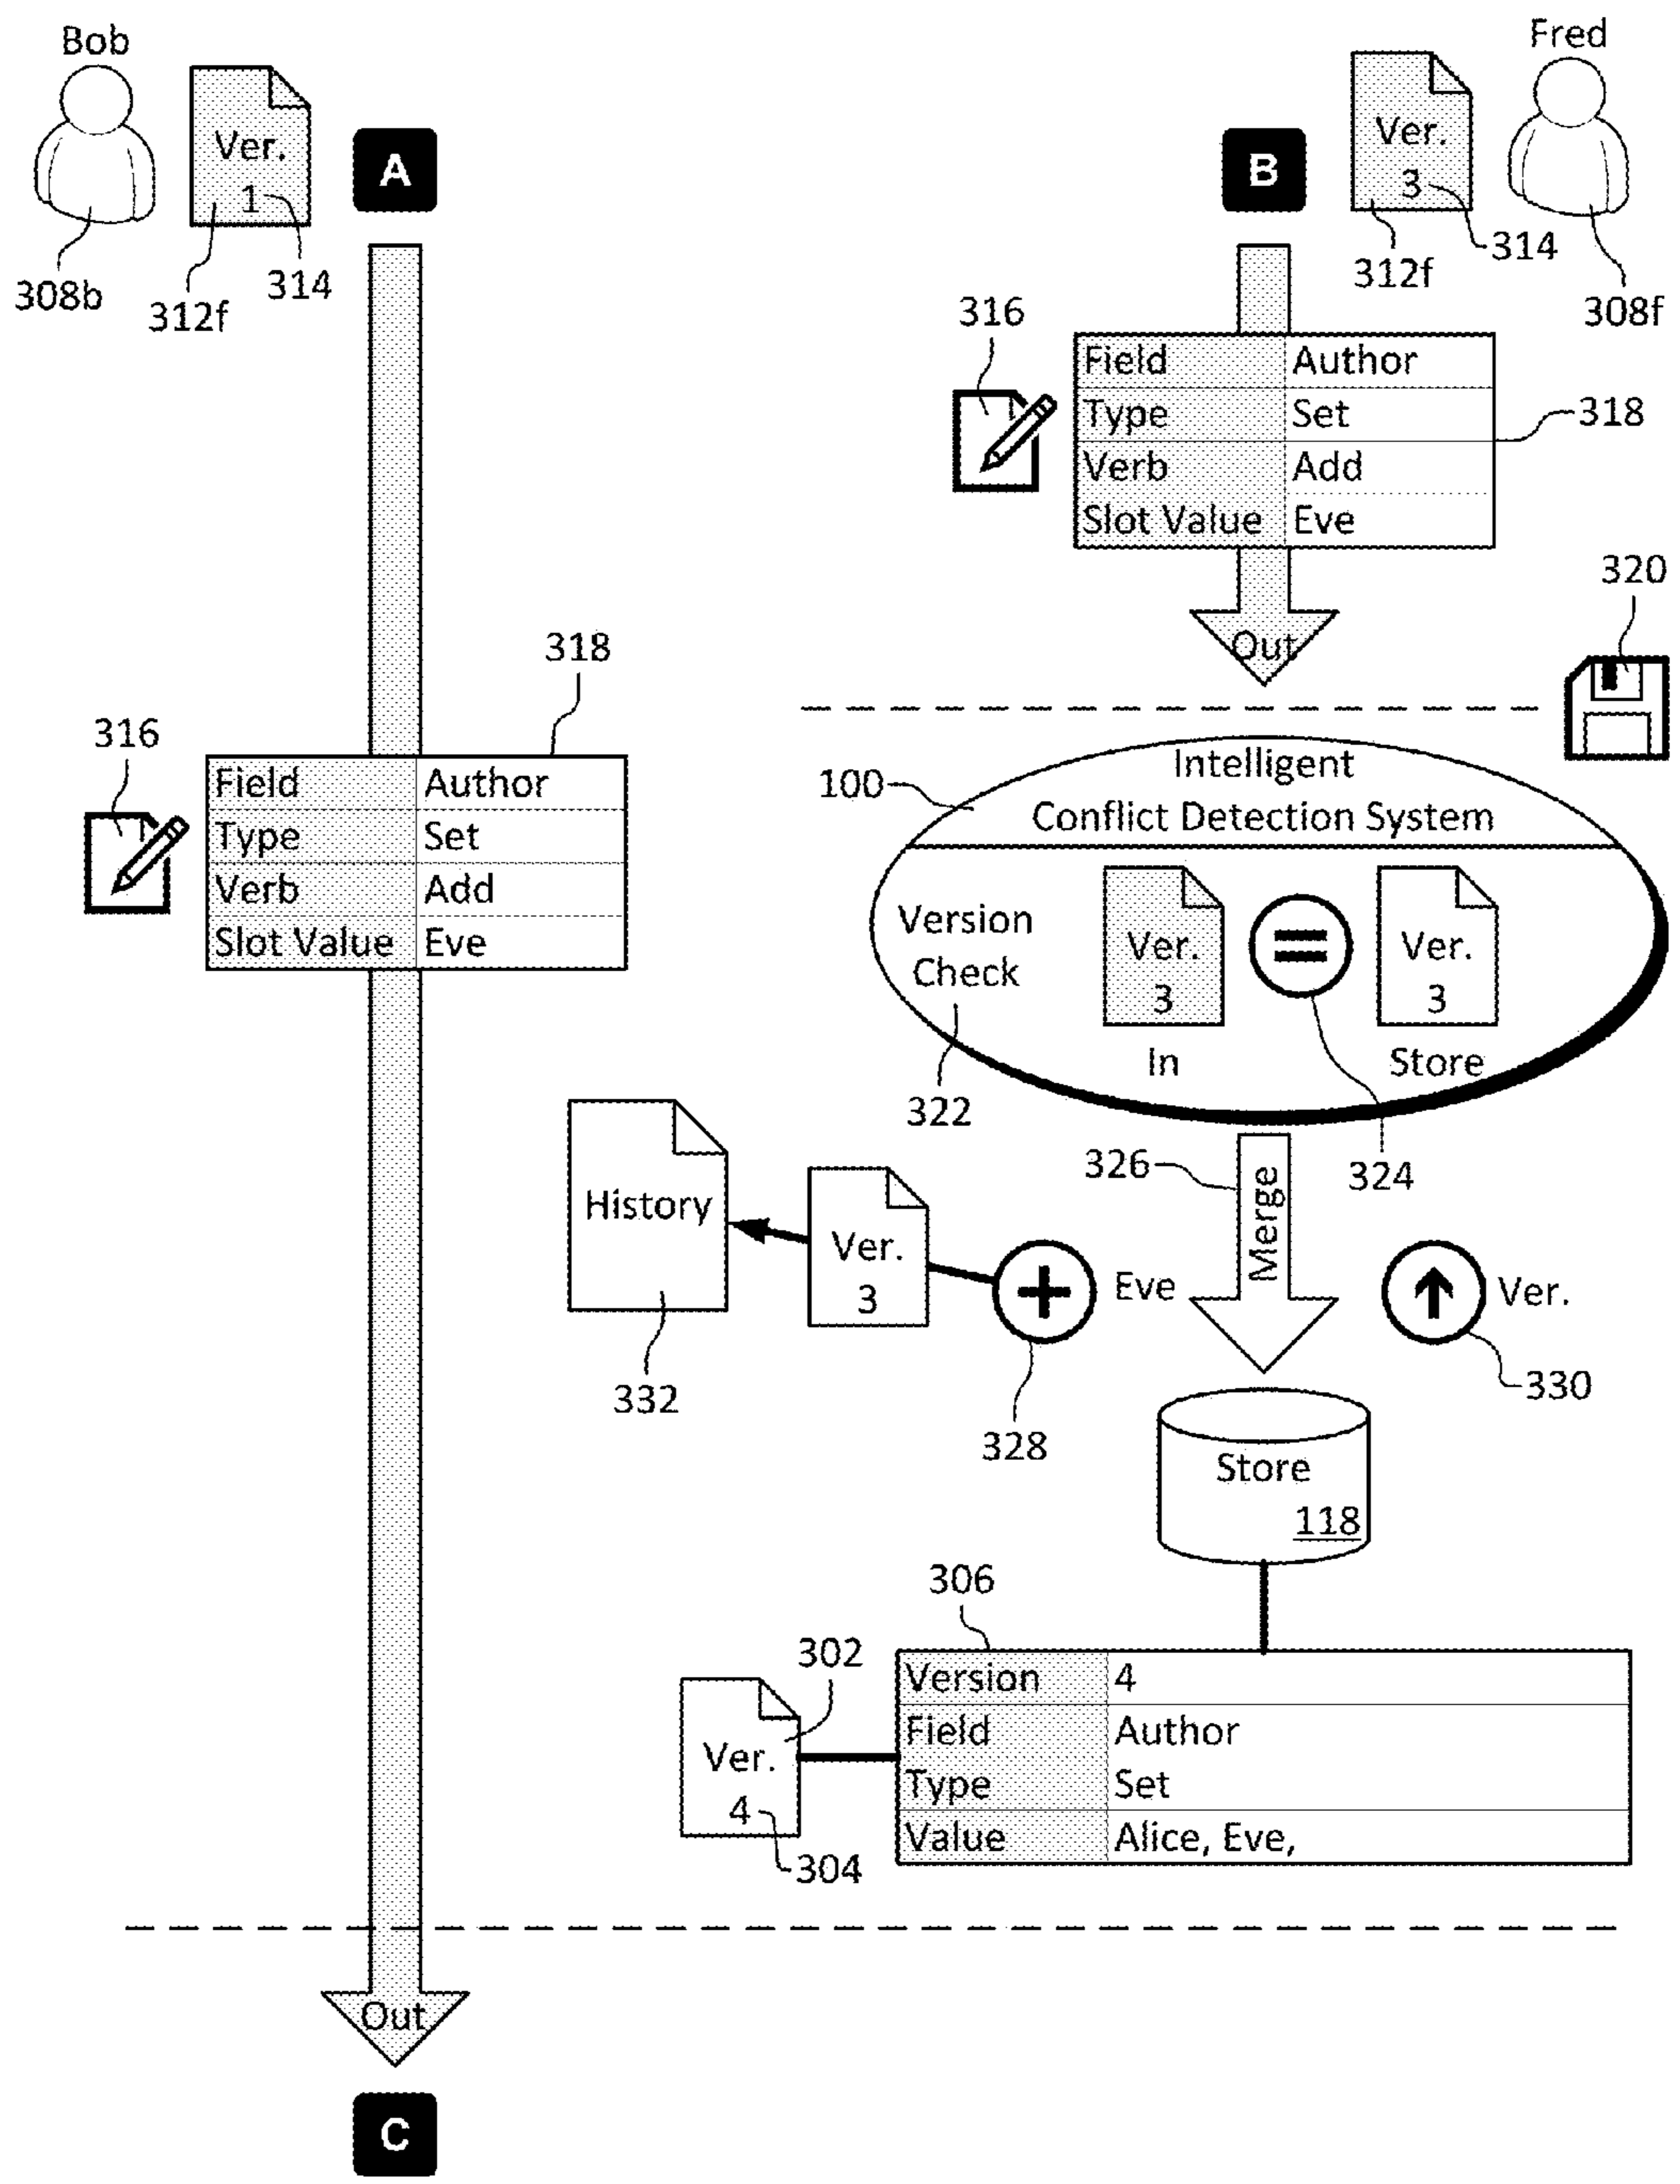 Bob
Ver.
1
A
308b
312f
314
Fred
B
Ver.
3
314
312f
308f
316
Field Author
Type Set
Verb Add
Slot Value Eve
318
Out
320
318
316
Field Author
Type Set
Verb Add
Slot Value Eve
100
Intelligent
Conflict Detection System
Version
Check
Ver.
3
In
Ver.
3
Store
322
324
326
Merge
History
Ver.
3
Eve
Ver.
332
328
330
Store
118
306
302
Ver.
4
304
Version 4
Field Author
Type Set
Value Alice, Eve,
Out
C